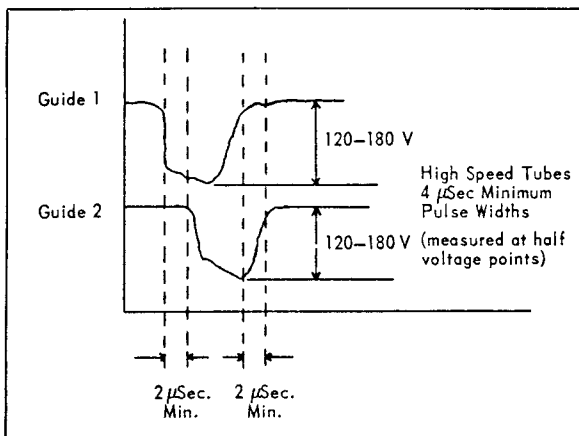 Guide 1
120–180 V
High Speed Tubes
4 μSec Minimum
Pulse Widths
Guide 2
120–180 V
(measured at half
voltage points)
2 μSec.
Min.
2 μSec.
Min.